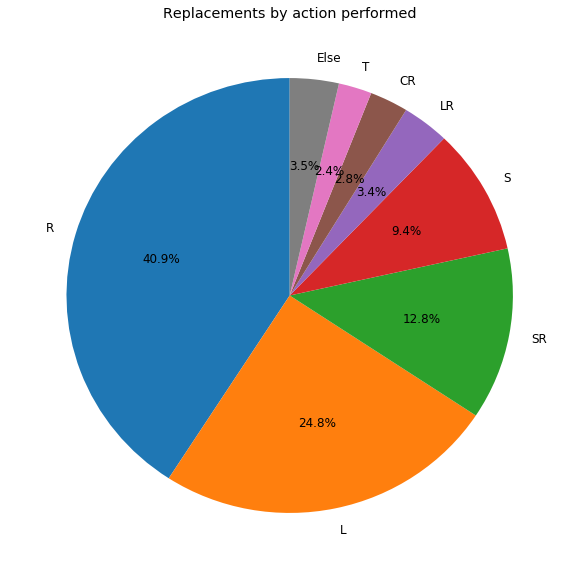 Replacements by action performed
Else
T
CR
LR
S
SR
L
R
3.5%
2.4%
2.8%
3.4%
9.4%
12.8%
24.8%
40.9%